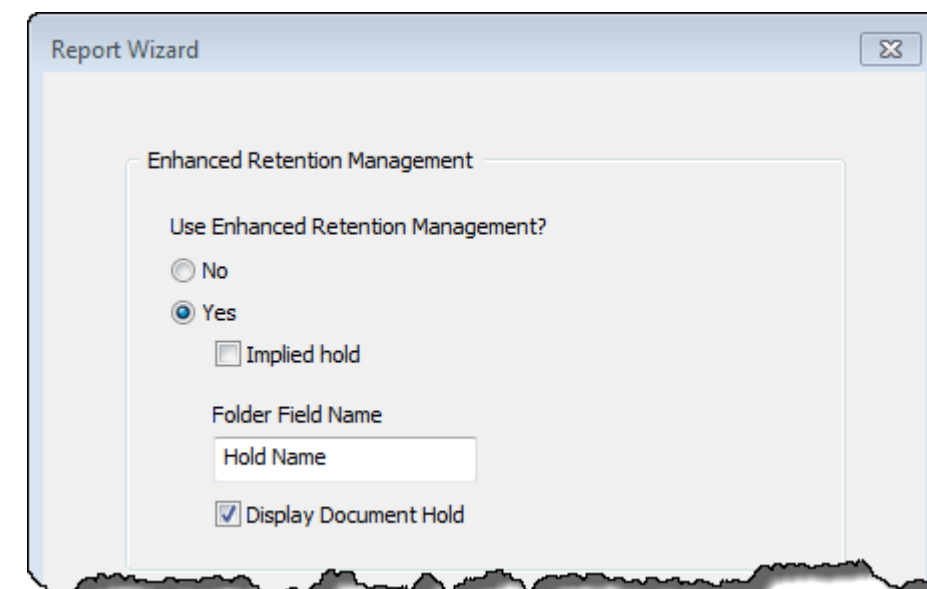 Report Wizard
Enhanced Retention Management
Use Enhanced Retention Management?
No
Yes
Implied hold
Folder Field Name
Hold Name
Display Document Hold